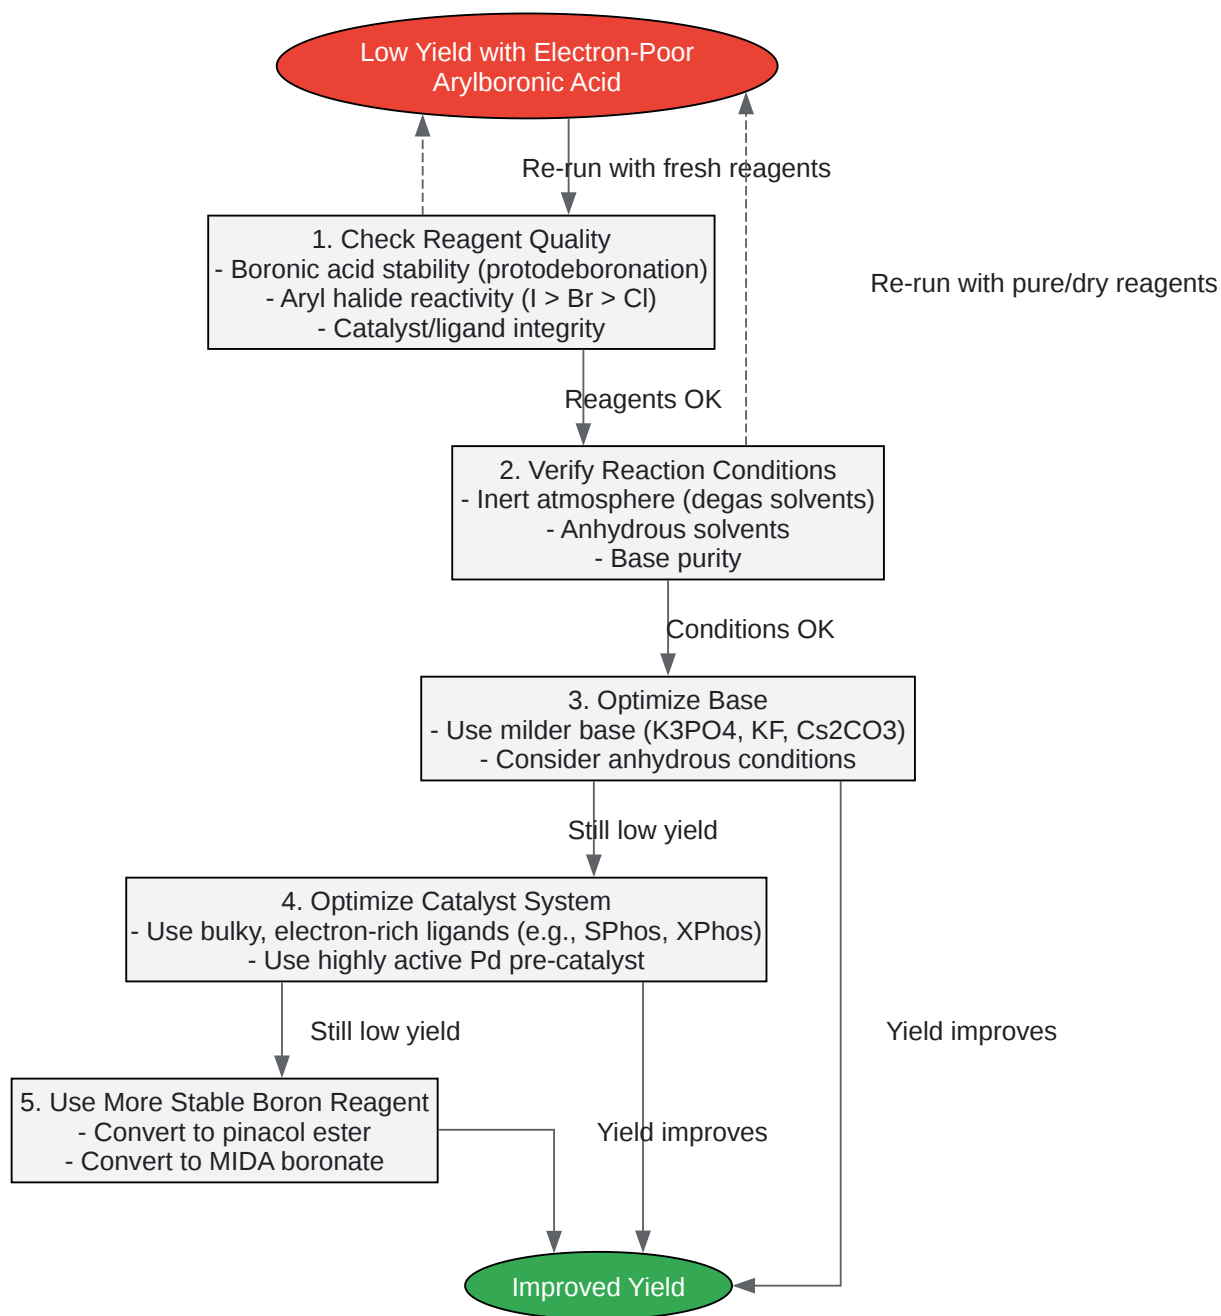 Low Yield with Electron-Poor
Arylboronic Acid
Re-run with fresh reagents
1. Check Reagent Quality
- Boronic acid stability (protodeboronation)
- Aryl halide reactivity (I > Br > Cl)
- Catalyst/ligand integrity
Re-run with pure/dry reagents
Reagents OK
2. Verify Reaction Conditions
- Inert atmosphere (degas solvents)
- Anhydrous solvents
- Base purity
Conditions OK
3. Optimize Base
- Use milder base (K3PO4, KF, Cs2CO3)
- Consider anhydrous conditions
Still low yield
4. Optimize Catalyst System
- Use bulky, electron-rich ligands (e.g., SPhos, XPhos)
- Use highly active Pd pre-catalyst
Still low yield
Yield improves
5. Use More Stable Boron Reagent
- Convert to pinacol ester
- Convert to MIDA boronate
Yield improves
Improved Yield